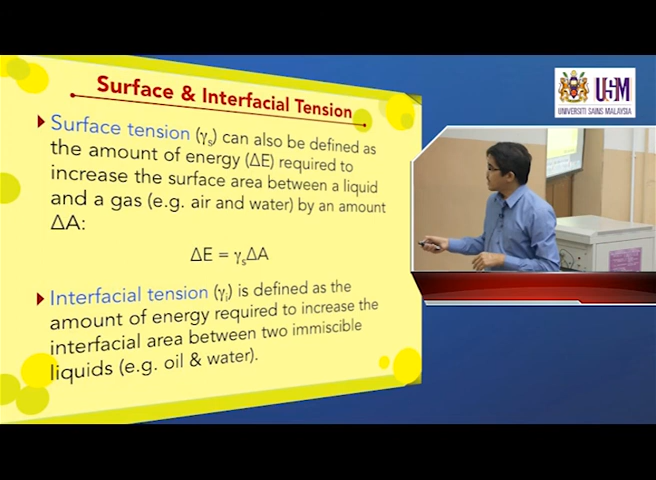 Surface & Interfacial Tension
Surface tension (γs) can also be defined as
the amount of energy (ΔE) required to
increase the surface area between a liquid
and a gas (e.g. air and water) by an amount
ΔA:
ΔE = γsΔA
Interfacial tension (γi) is defined as the
amount of energy required to increase the
interfacial area between two immiscible
liquids (e.g. oil & water).
USM
UNIVERSITI SAINS MALAYSIA